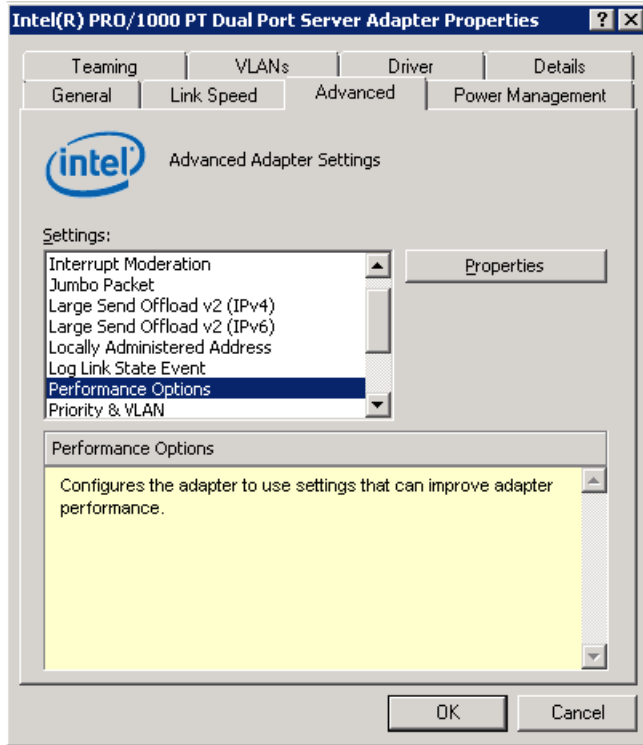 Intel(R) PRO/1000 PT Dual Port Server Adapter Properties
Teaming VLANs Driver Details
General Link Speed Advanced Power Management
intel
Advanced Adapter Settings
Settings:
Properties
Interrupt Moderation
Jumbo Packet
Large Send Offload v2 (IPv4)
Large Send Offload v2 (IPv6)
Locally Administered Address
Log Link State Event
Performance Options
Priority & VLAN
Performance Options
Configures the adapter to use settings that can improve adapter
performance.
OK Cancel